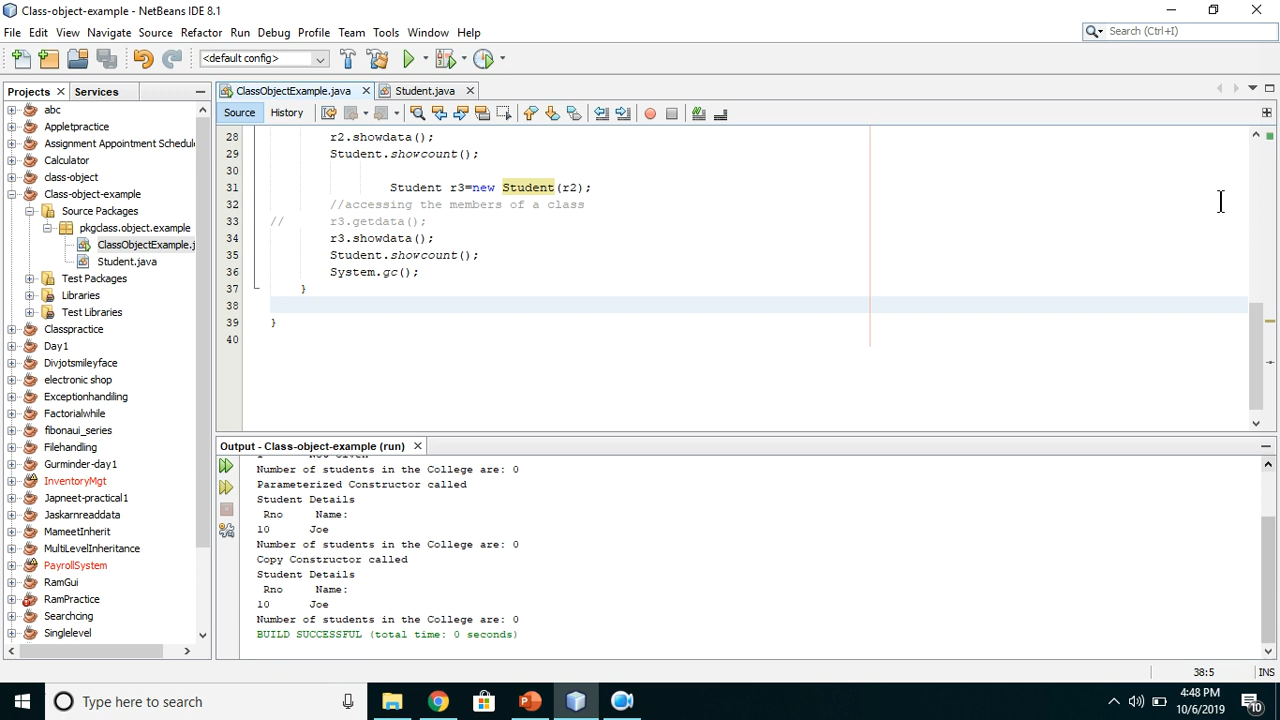 Class-object-example - NetBeans IDE 8.1
File Edit View Navigate Source Refactor Run Debug Profile Team Tools Window Help
Search (Ctrl+I)
<default config>
Projects Services
ClassObjectExample.java Student.java
Source History
abc
Appletpractice
Assignment Appointment Schedul
Calculator
class-object
Class-object-example
Source Packages
pkgclass.object.example
ClassObjectExample.j
Student.java
Test Packages
Libraries
Test Libraries
Classpractice
Day1
Divjotsmileyface
electronic shop
Exceptionhandling
Factorialwhile
fibonaui_series
Filehandling
Gurminder-day1
InventoryMgt
Japneet-practical1
Jaskarnreaddata
MameetInherit
MultiLevelInheritance
PayrollSystem
RamGui
RamPractice
Searchcing
Singlelevel
28 r2.showdata();
29 Student.showcount();
30
31 Student r3=new Student(r2);
32 //accessing the members of a class
33 // r3.getdata();
34 r3.showdata();
35 Student.showcount();
36 System.gc();
37 }
38
39 }
40
Output - Class-object-example (run)
Number of students in the College are: 0
Parameterized Constructor called
Student Details
Rno Name:
10 Joe
Number of students in the College are: 0
Copy Constructor called
Student Details
Rno Name:
10 Joe
Number of students in the College are: 0
BUILD SUCCESSFUL (total time: 0 seconds)
38:5 INS
Type here to search
4:48 PM
10/6/2019
10